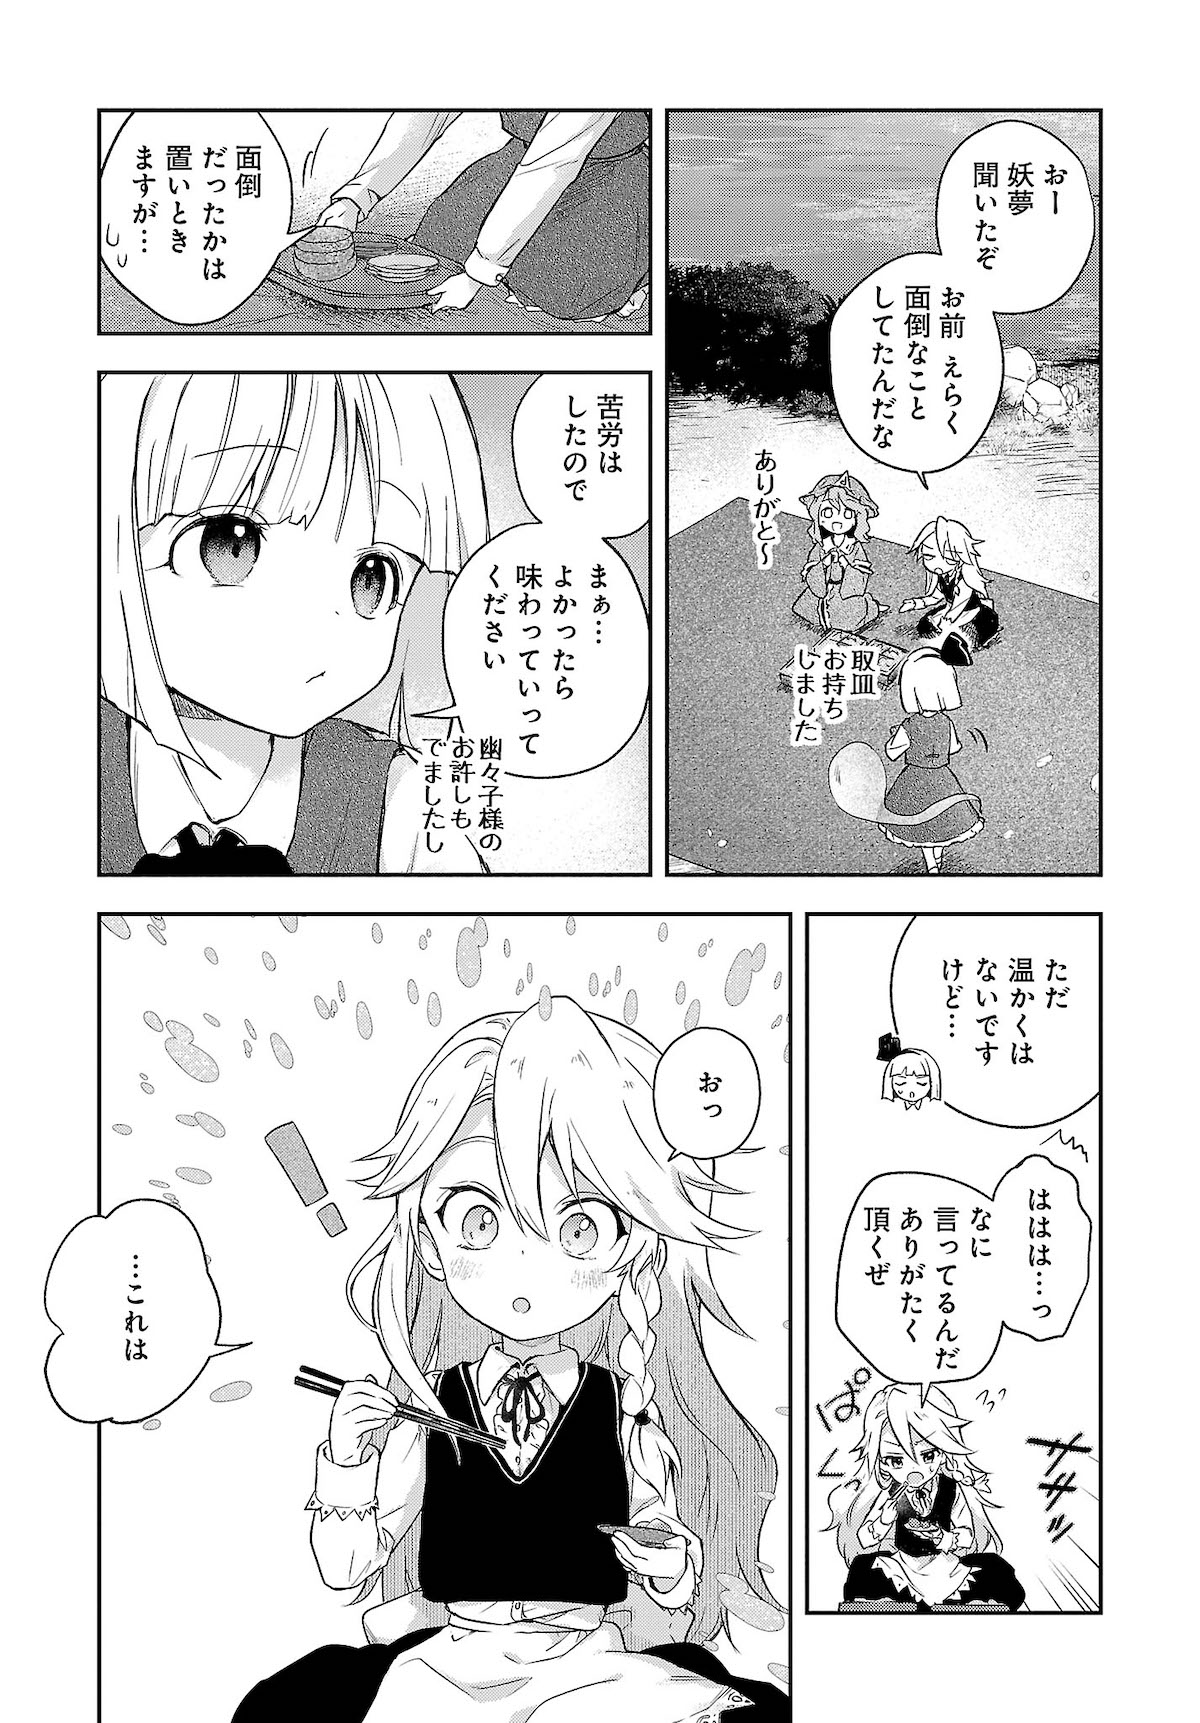 おー
妖夢
聞いたぞ
お前 えらく
面倒なこと
してたんだな
ありがと～
取皿
お持ち
しました
面倒
だったかは
置いとき
ますが…
苦労は
したので
まぁ…
よかったら
味わっていって
ください
幽々子様の
お許しも
でましたし
ただ
温かくは
ないです
けど…
ははは…っ
なに
言ってるんだ
ありがたく
頂くぜ
ぱくっ
おっ
…これは